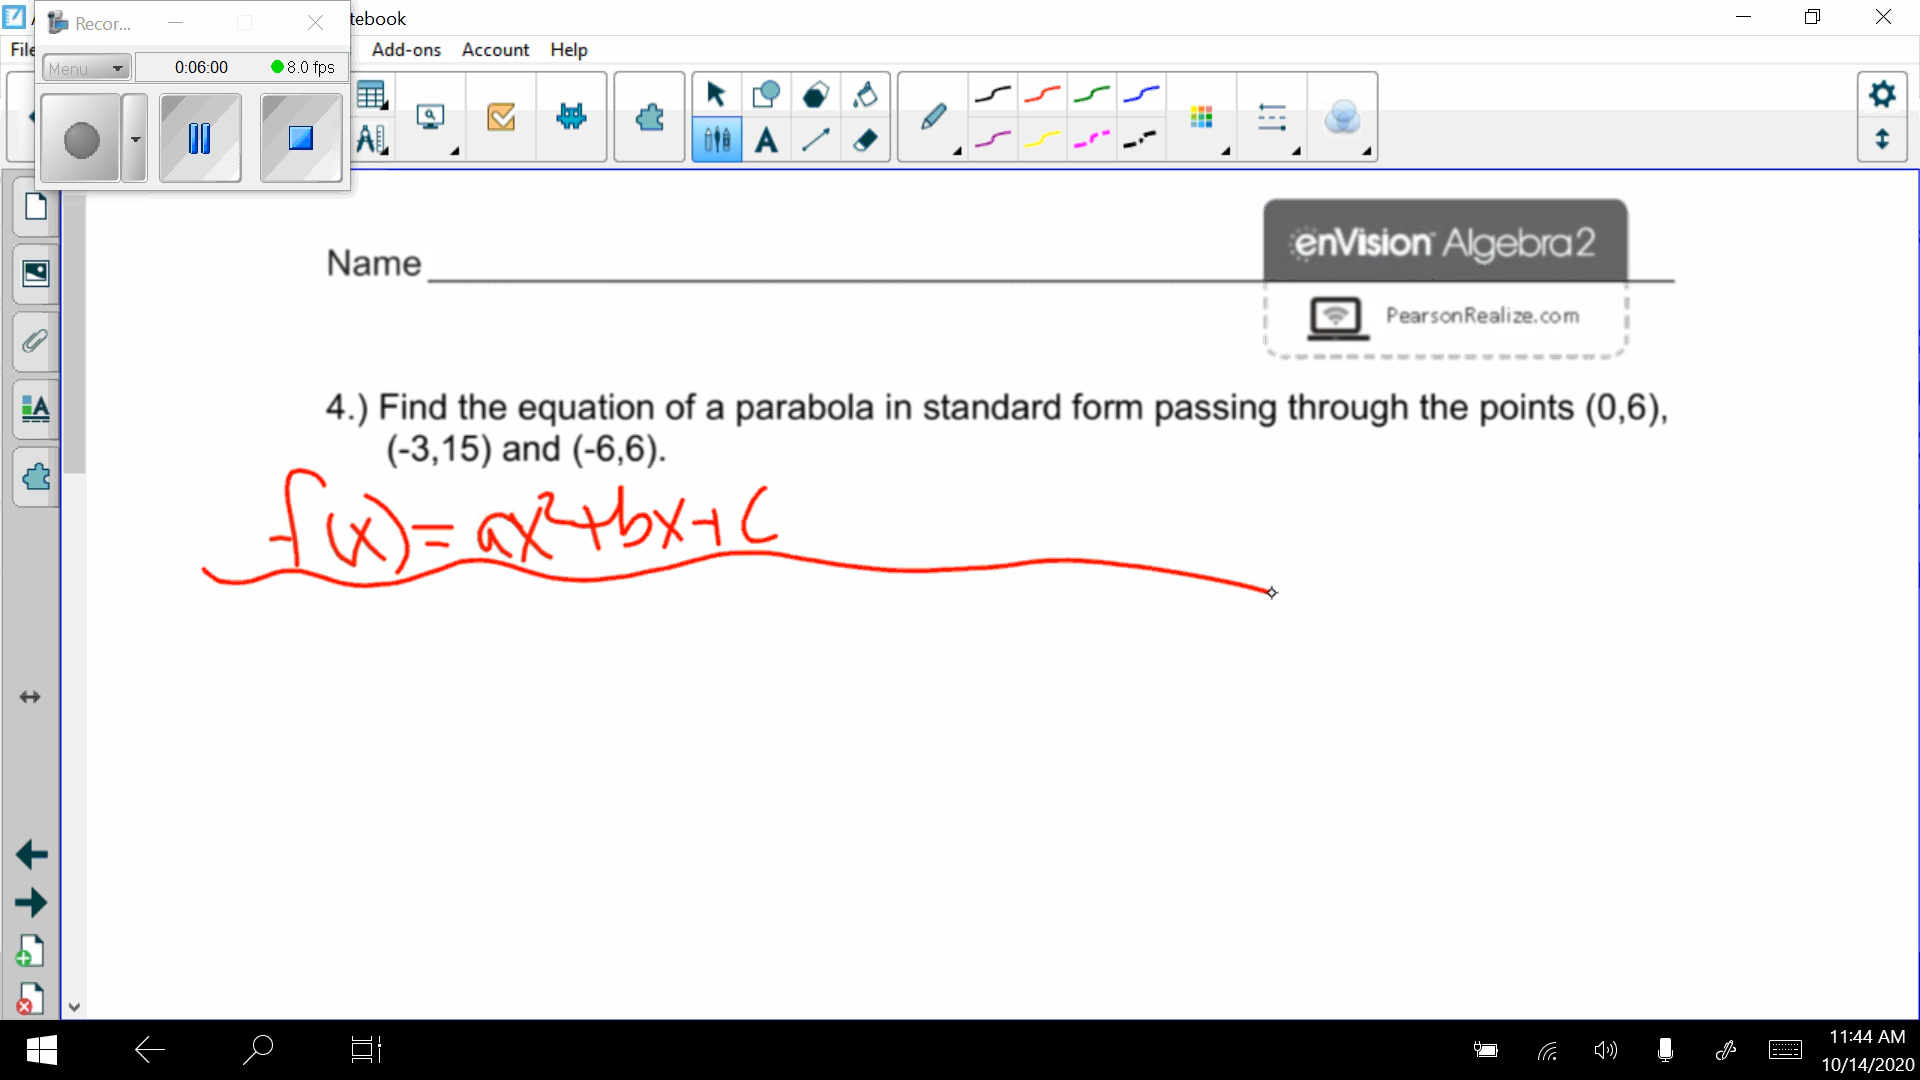 Recor...
tebook
File
Add-ons Account Help
Menu
0:06:00
8.0 fps
Name
enVision Algebra2
PearsonRealize.com
4.) Find the equation of a parabola in standard form passing through the points (0,6),
(-3,15) and (-6,6).
f(x) = ax²+bx+c
11:44 AM
10/14/2020